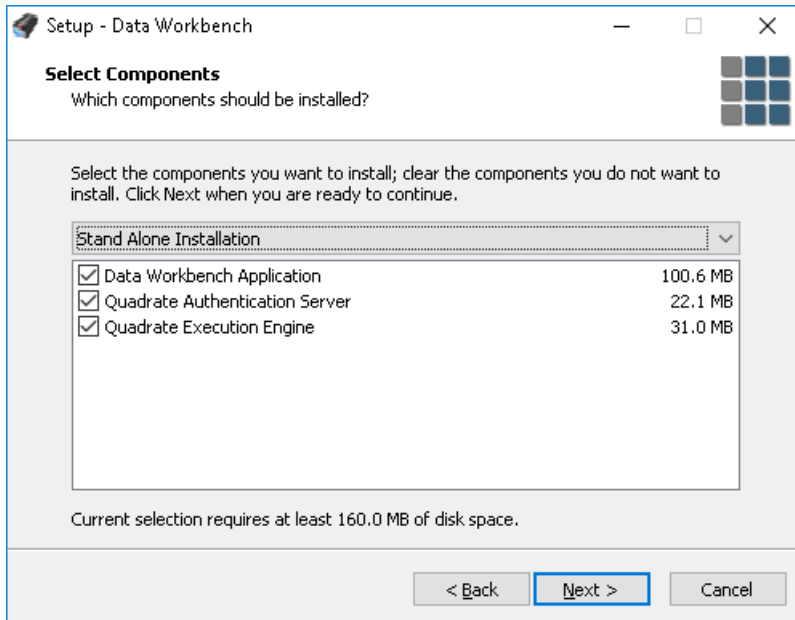 Setup - Data Workbench
Select Components
Which components should be installed?
Select the components you want to install; clear the components you do not want to
install. Click Next when you are ready to continue.
Stand Alone Installation
Data Workbench Application 100.6 MB
Quadrate Authentication Server 22.1 MB
Quadrate Execution Engine 31.0 MB
Current selection requires at least 160.0 MB of disk space.
< Back Next > Cancel